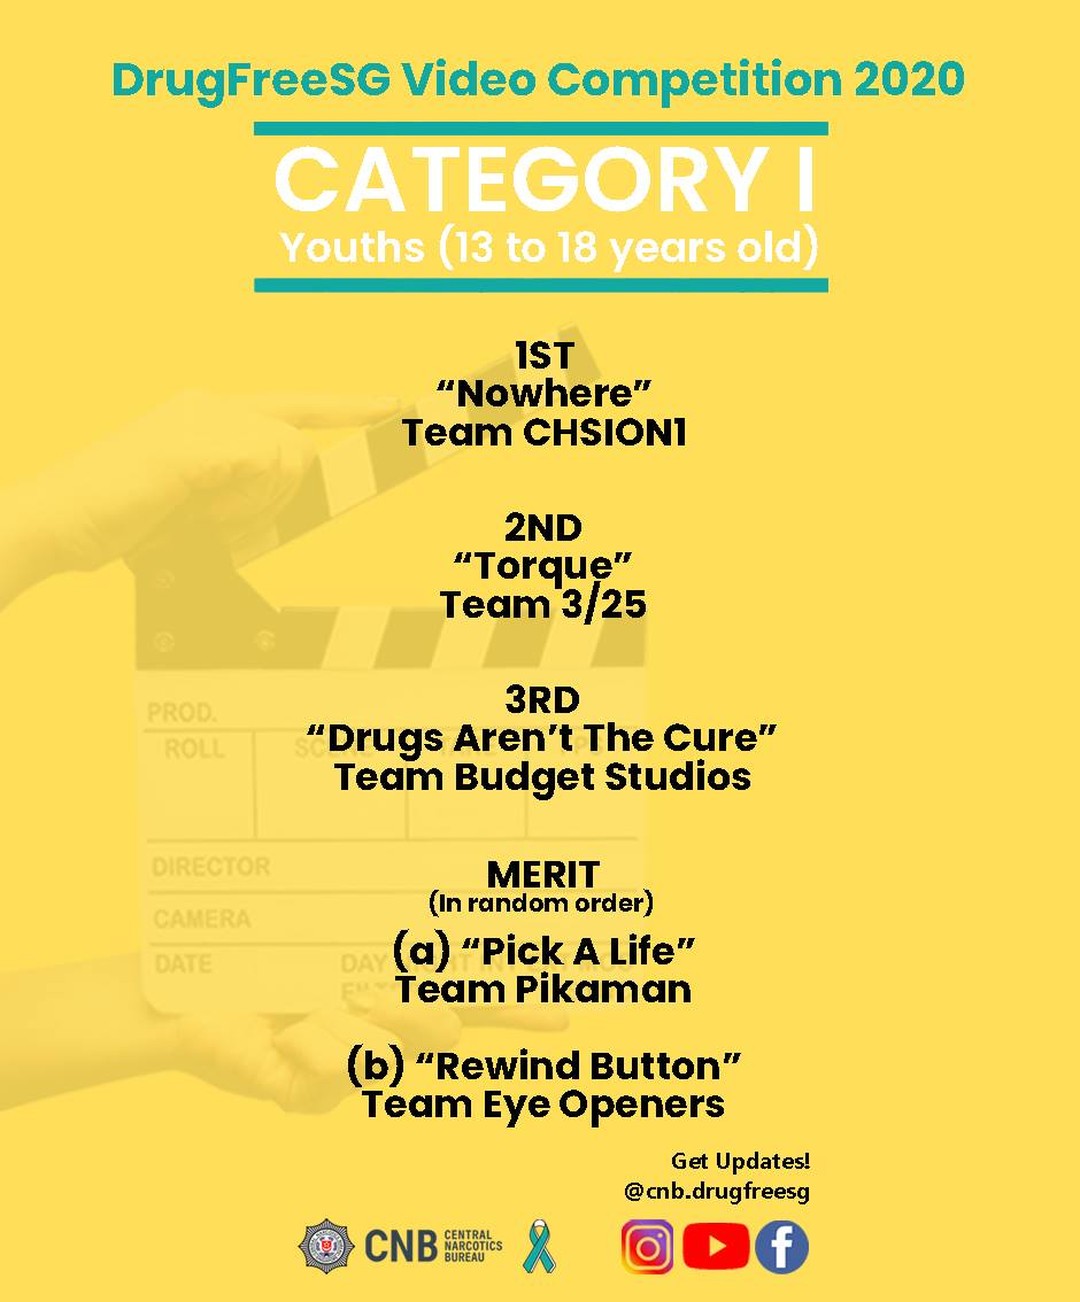 DrugFreeSG Video Competition 2020
CATEGORY I
Youths (13 to 18 years old)
1ST
“Nowhere”
Team CHSION1
2ND
“Torque”
Team 3/25
3RD
“Drugs Aren’t The Cure”
Team Budget Studios
MERIT
(In random order)
(a) “Pick A Life”
Team Pikaman
(b) “Rewind Button”
Team Eye Openers
PROD.
ROLL
DIRECTOR
CAMERA
DATE
DAY
Get Updates!
@cnb.drugfreesg
CNB CENTRAL
NARCOTICS
BUREAU